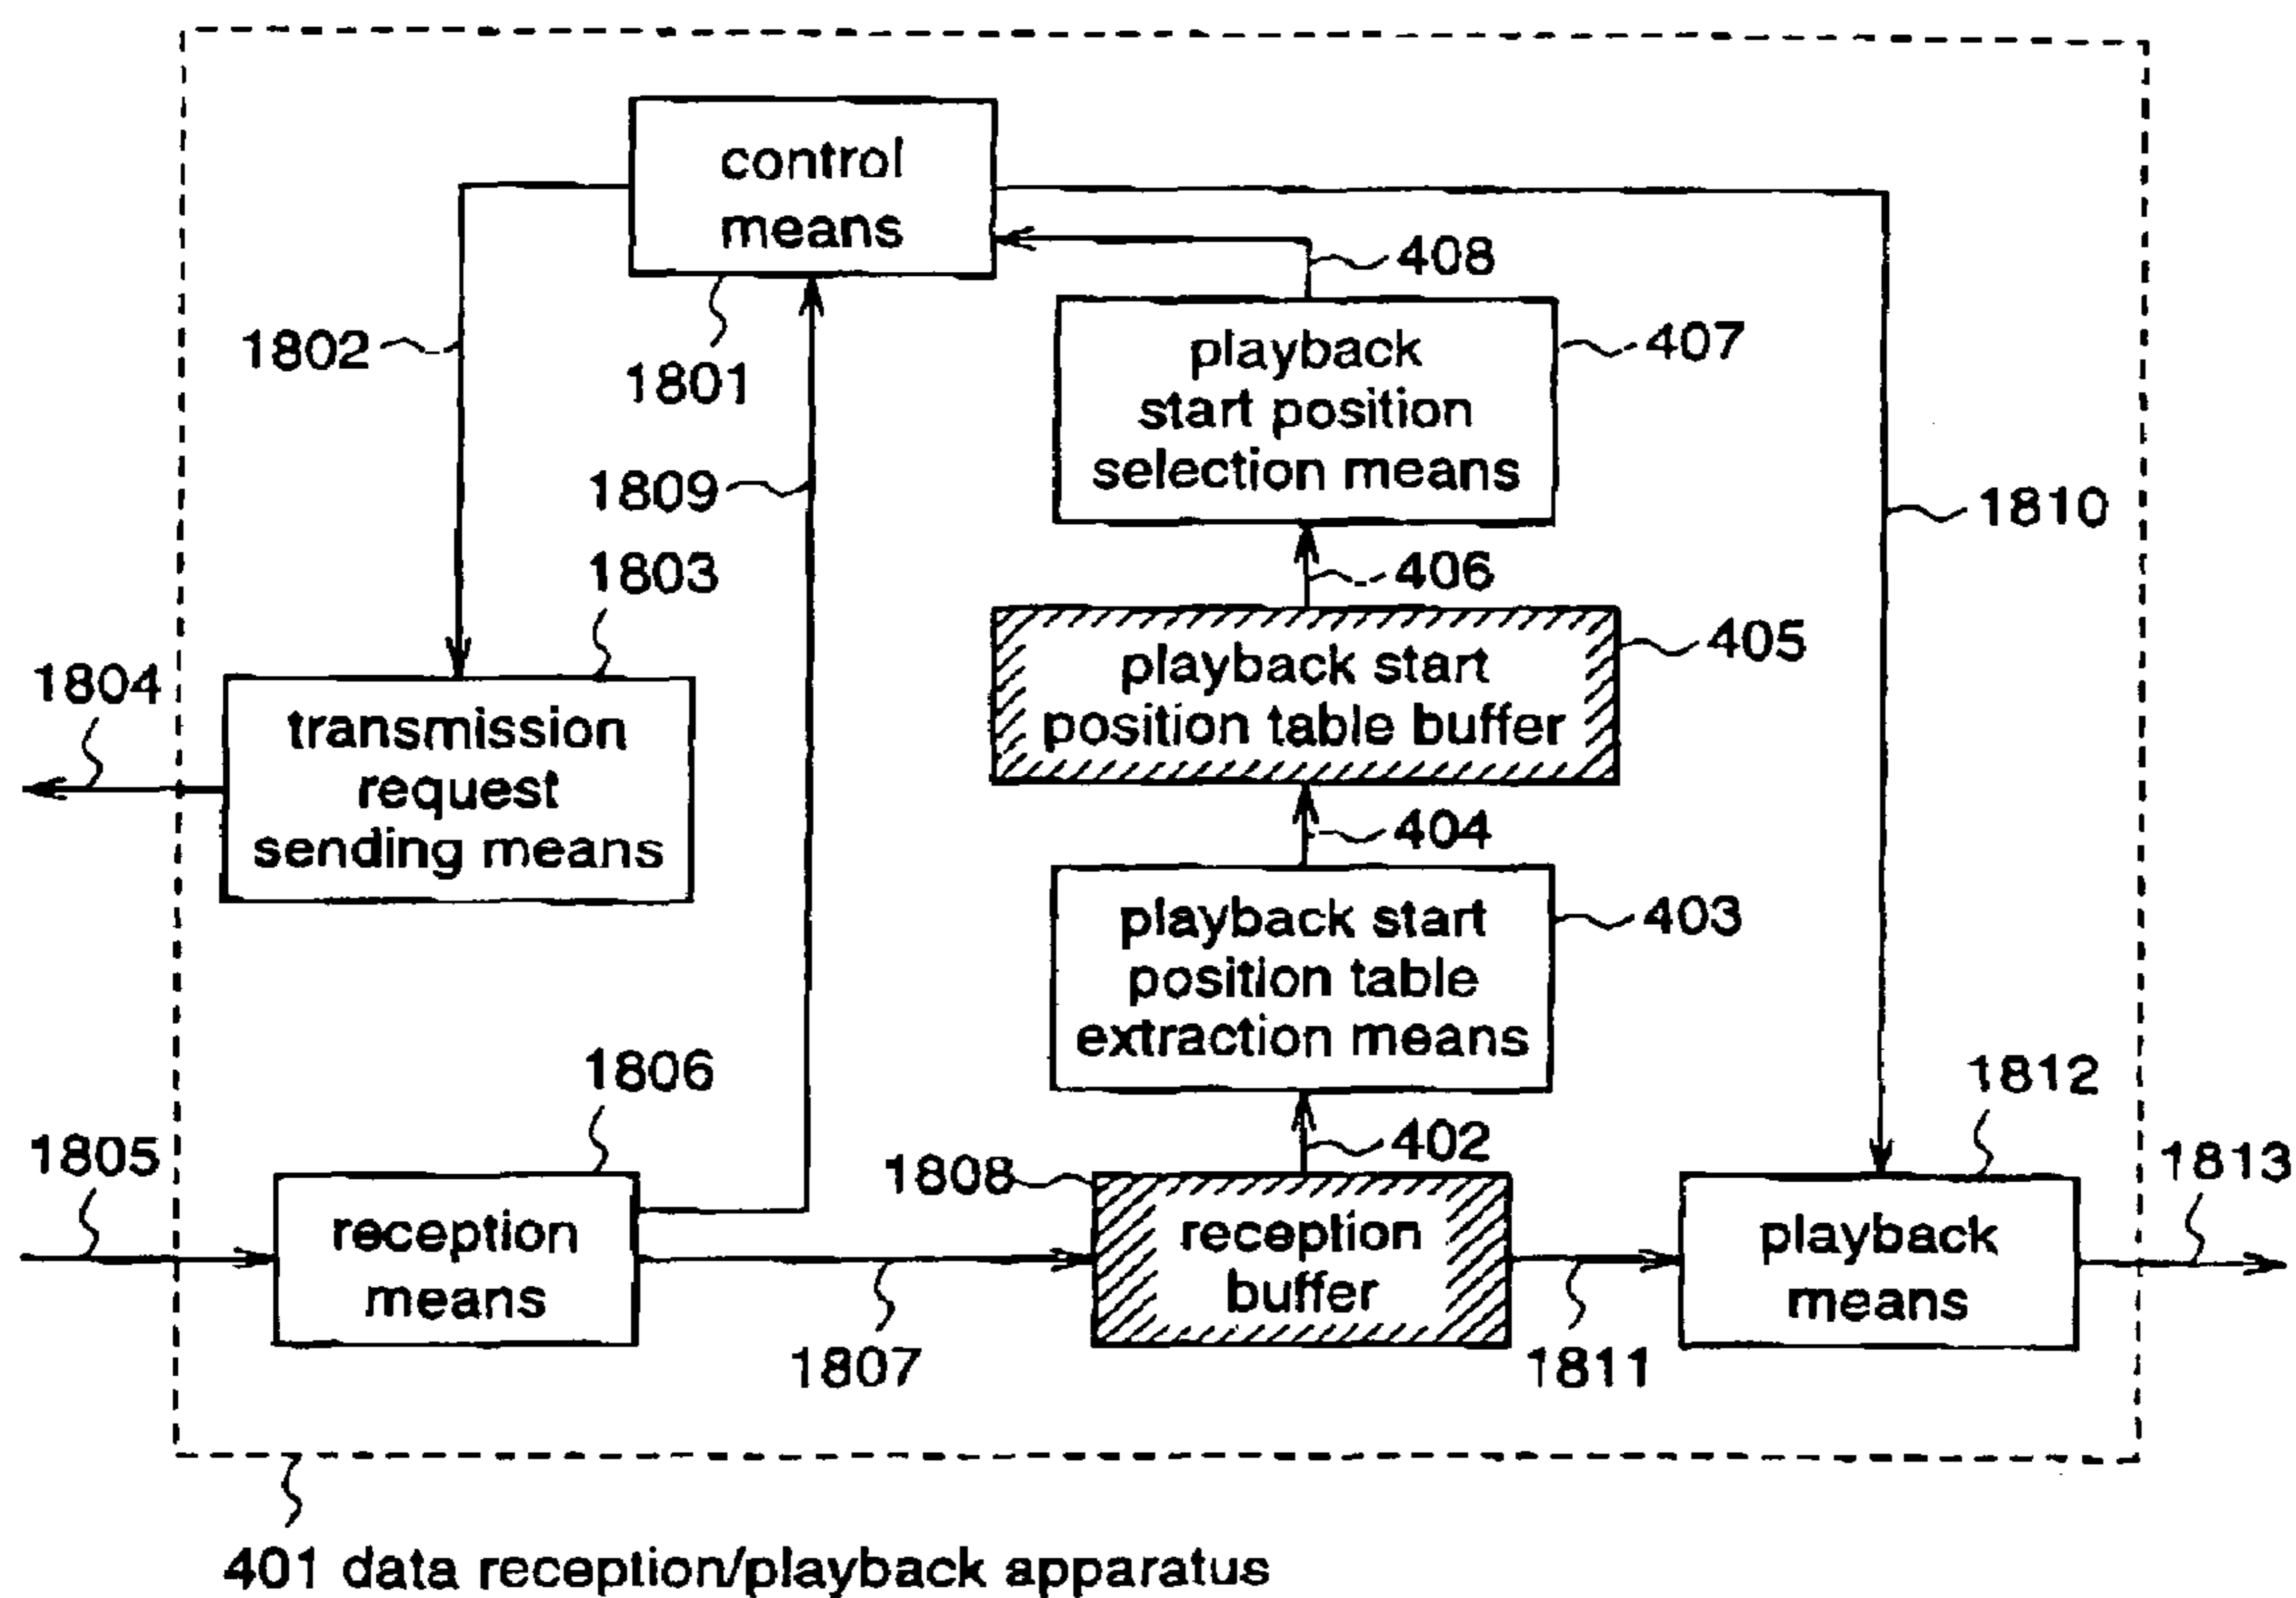 control
means
408
1802
1801
playback
start position
selection means
407
1809
1810
1803
406
playback start
position table buffer
405
1804
transmission
request
sending means
404
playback start
position table
extraction means
403
1806
1812
1805
402
1813
1808
reception
means
reception
buffer
playback
means
1807
1811
401 data reception/playback apparatus